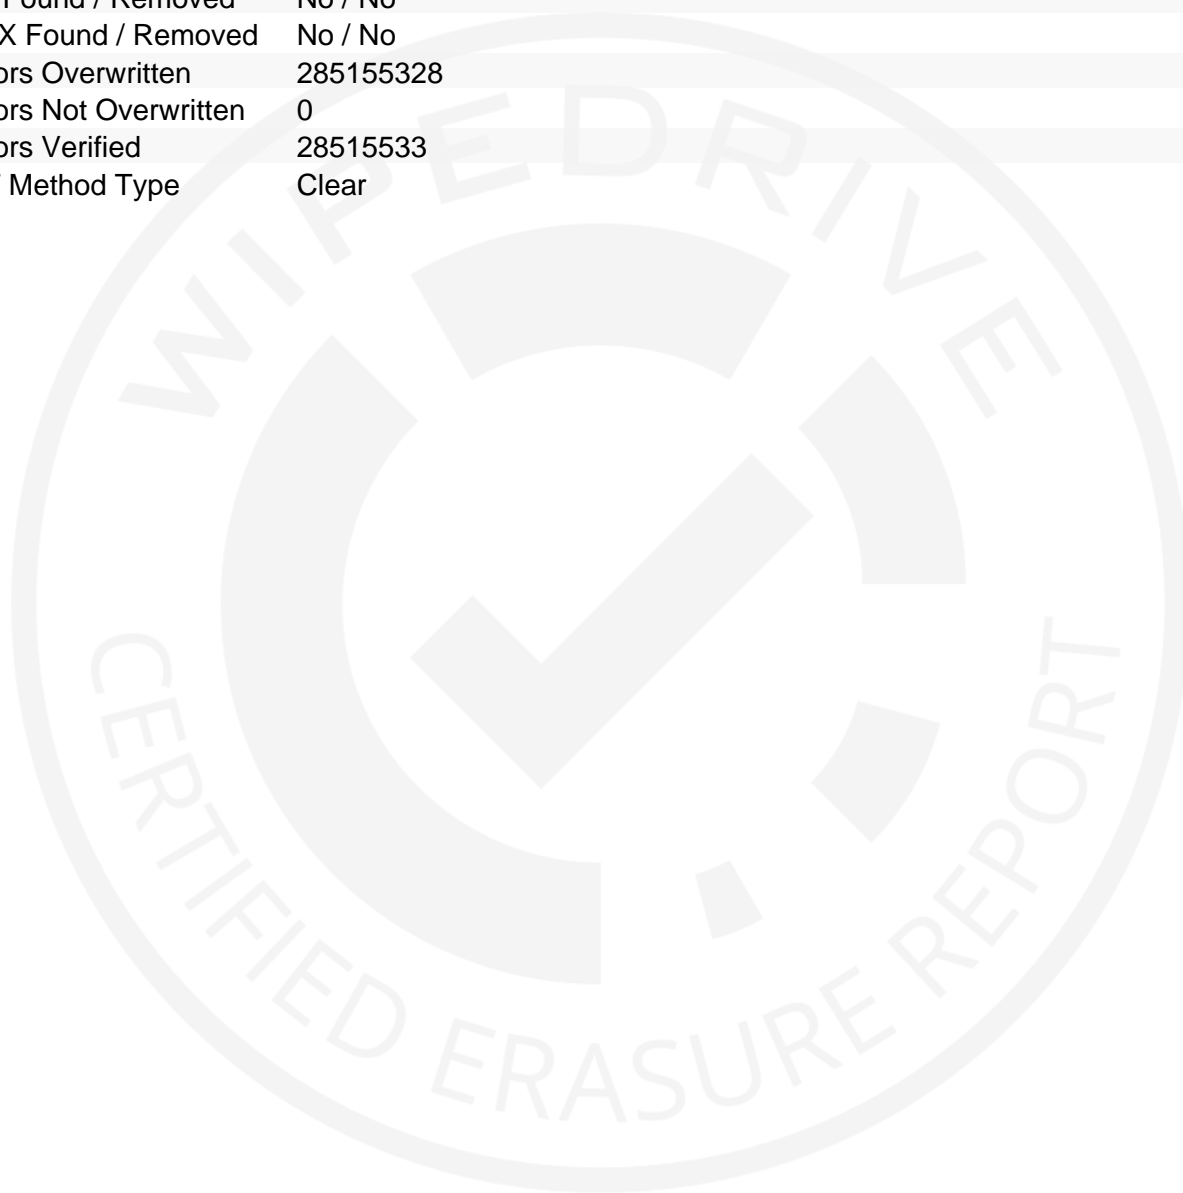 Found / Removed No / No
X Found / Removed No / No
ors Overwritten 285155328
ors Not Overwritten 0
ors Verified 28515533
Method Type Clear
WIPEDRIVE
CERTIFIED ERASURE REPORT